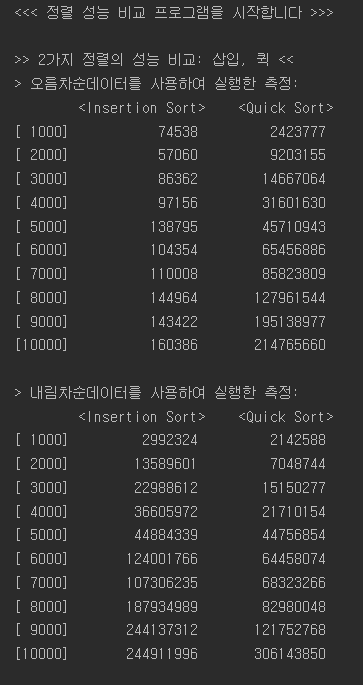 <<< 정렬 성능 비교 프로그램을 시작합니다 >>>
>> 2가지 정렬의 성능 비교: 삽입, 퀵 <<
> 오름차순데이터를 사용하여 실행한 측정:
<Insertion Sort> <Quick Sort>
[ 1000] 74538 2423777
[ 2000] 57060 9203155
[ 3000] 86362 14667064
[ 4000] 97156 31601630
[ 5000] 138795 45710943
[ 6000] 104354 65456886
[ 7000] 110008 85823809
[ 8000] 144964 127961544
[ 9000] 143422 195138977
[10000] 160386 214765660
> 내림차순데이터를 사용하여 실행한 측정:
<Insertion Sort> <Quick Sort>
[ 1000] 2992324 2142588
[ 2000] 13589601 7048744
[ 3000] 22988612 15150277
[ 4000] 36605972 21710154
[ 5000] 44884339 44756854
[ 6000] 124001766 64458074
[ 7000] 107306235 68323266
[ 8000] 187934989 82980048
[ 9000] 244137312 121752768
[10000] 244911996 306143850